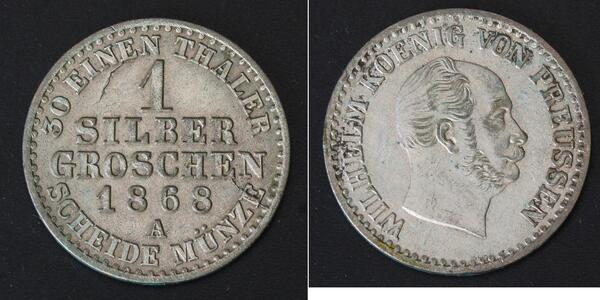 30 EINEN THALER
1
SILBER
GROSCHEN
1868
A
SCHEIDE MÜNZE
WILHELM KOENIG VON PREUSSEN